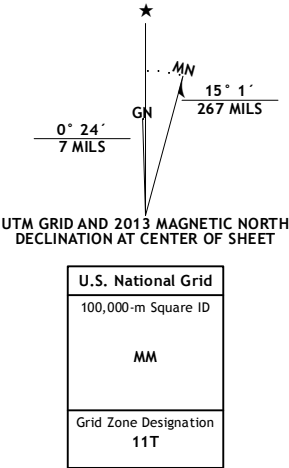 MN
15° 1´
267 MILS
GN
0° 24´
7 MILS
UTM GRID AND 2013 MAGNETIC NORTH
DECLINATION AT CENTER OF SHEET
U.S. National Grid
100,000-m Square ID
MM
Grid Zone Designation
11T